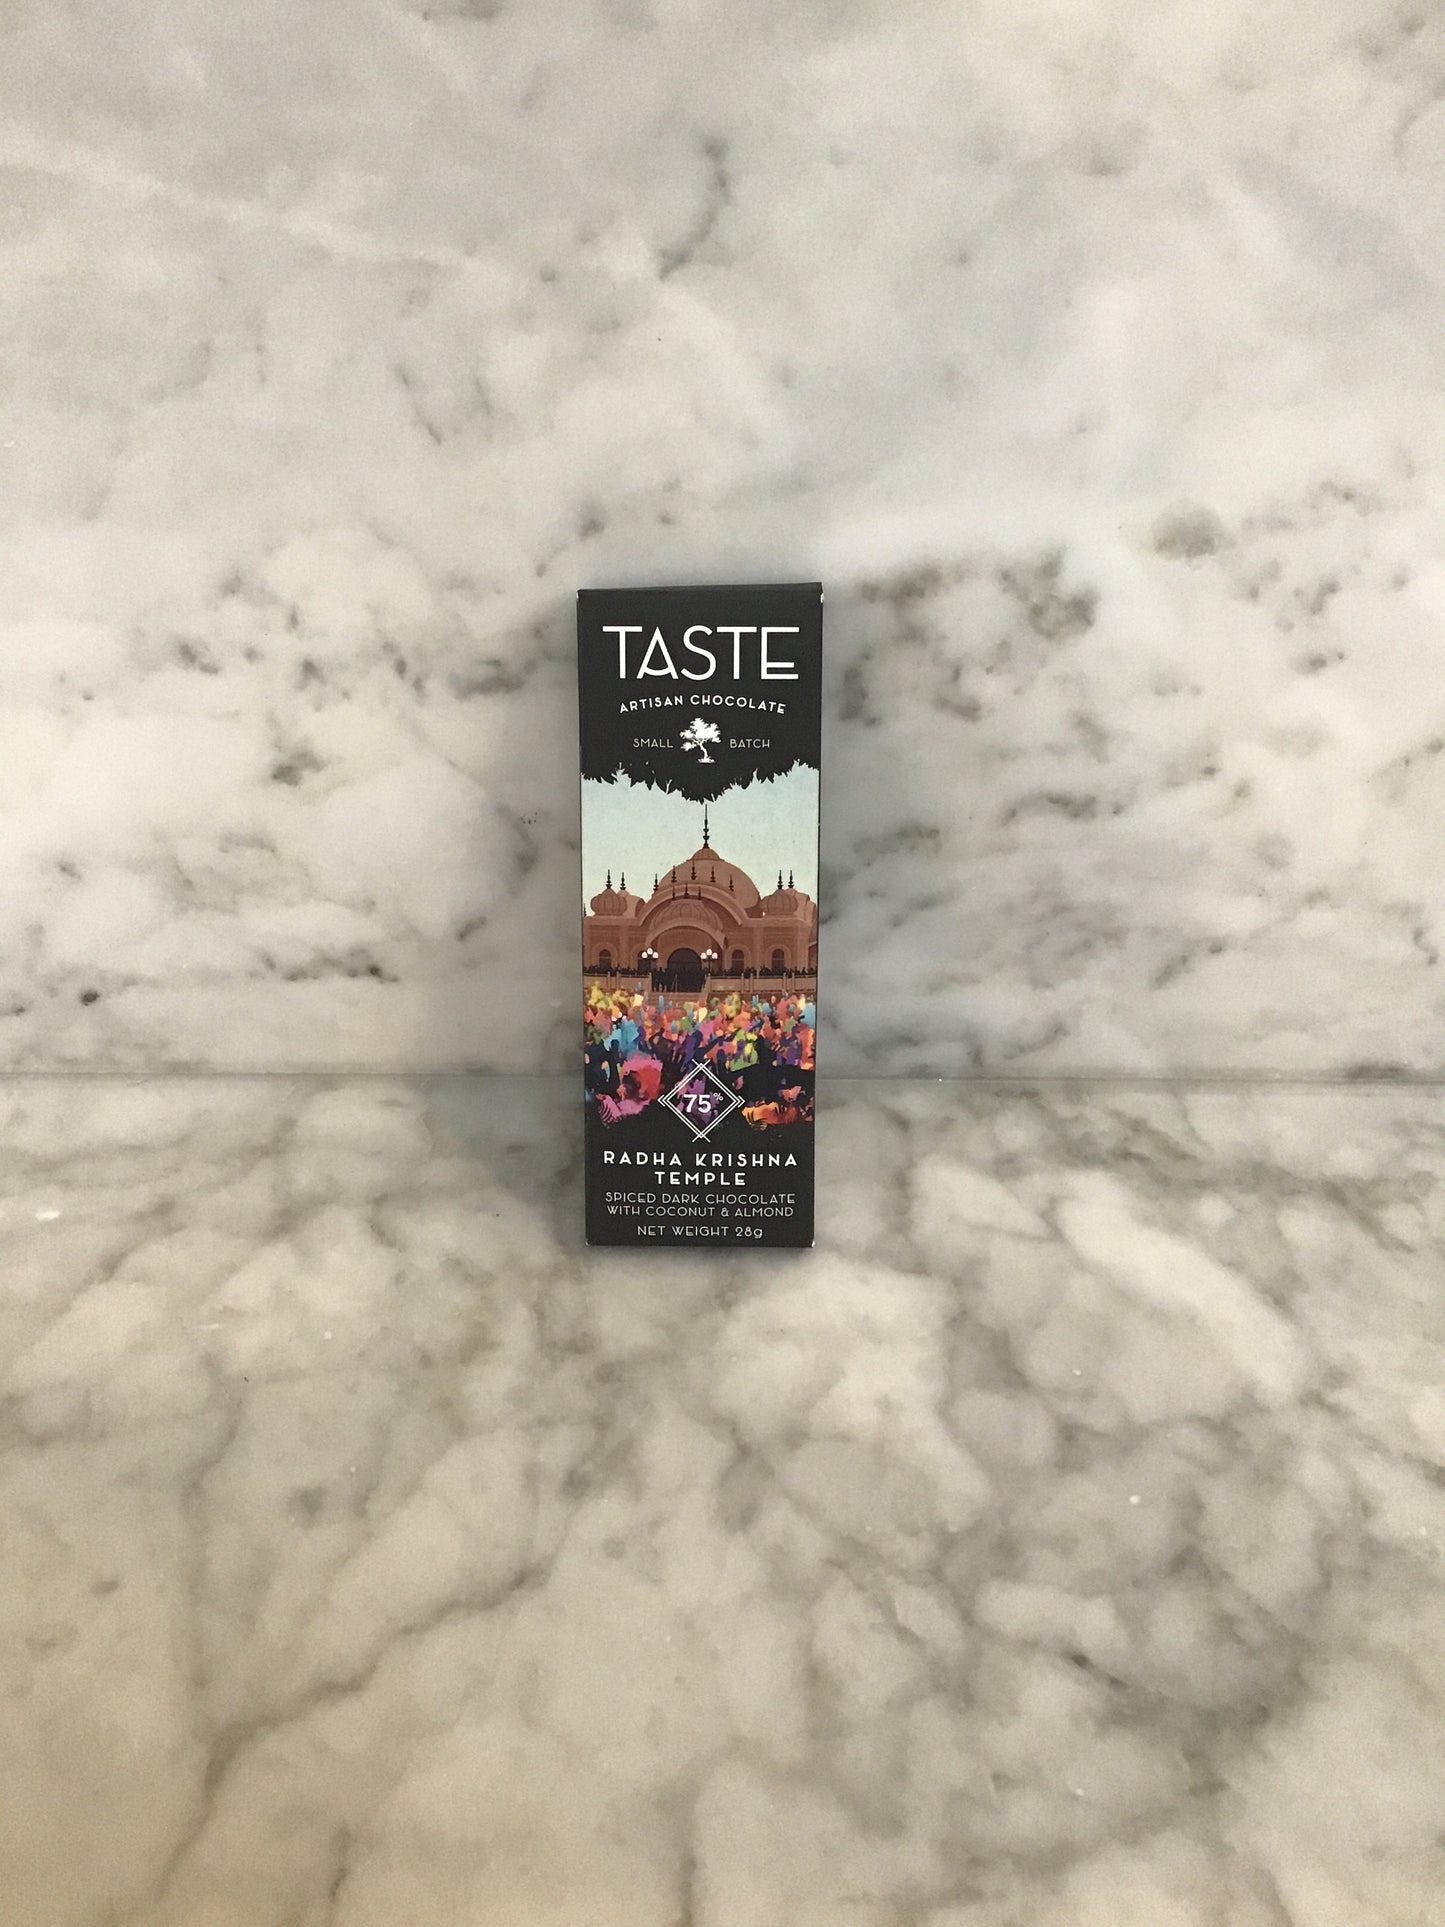 TASTE
ARTISAN CHOCOLATE
SMALL BATCH
75%
RADHA KRISHNA
TEMPLE
SPICED DARK CHOCOLATE
WITH COCONUT & ALMOND
NET WEIGHT 28g